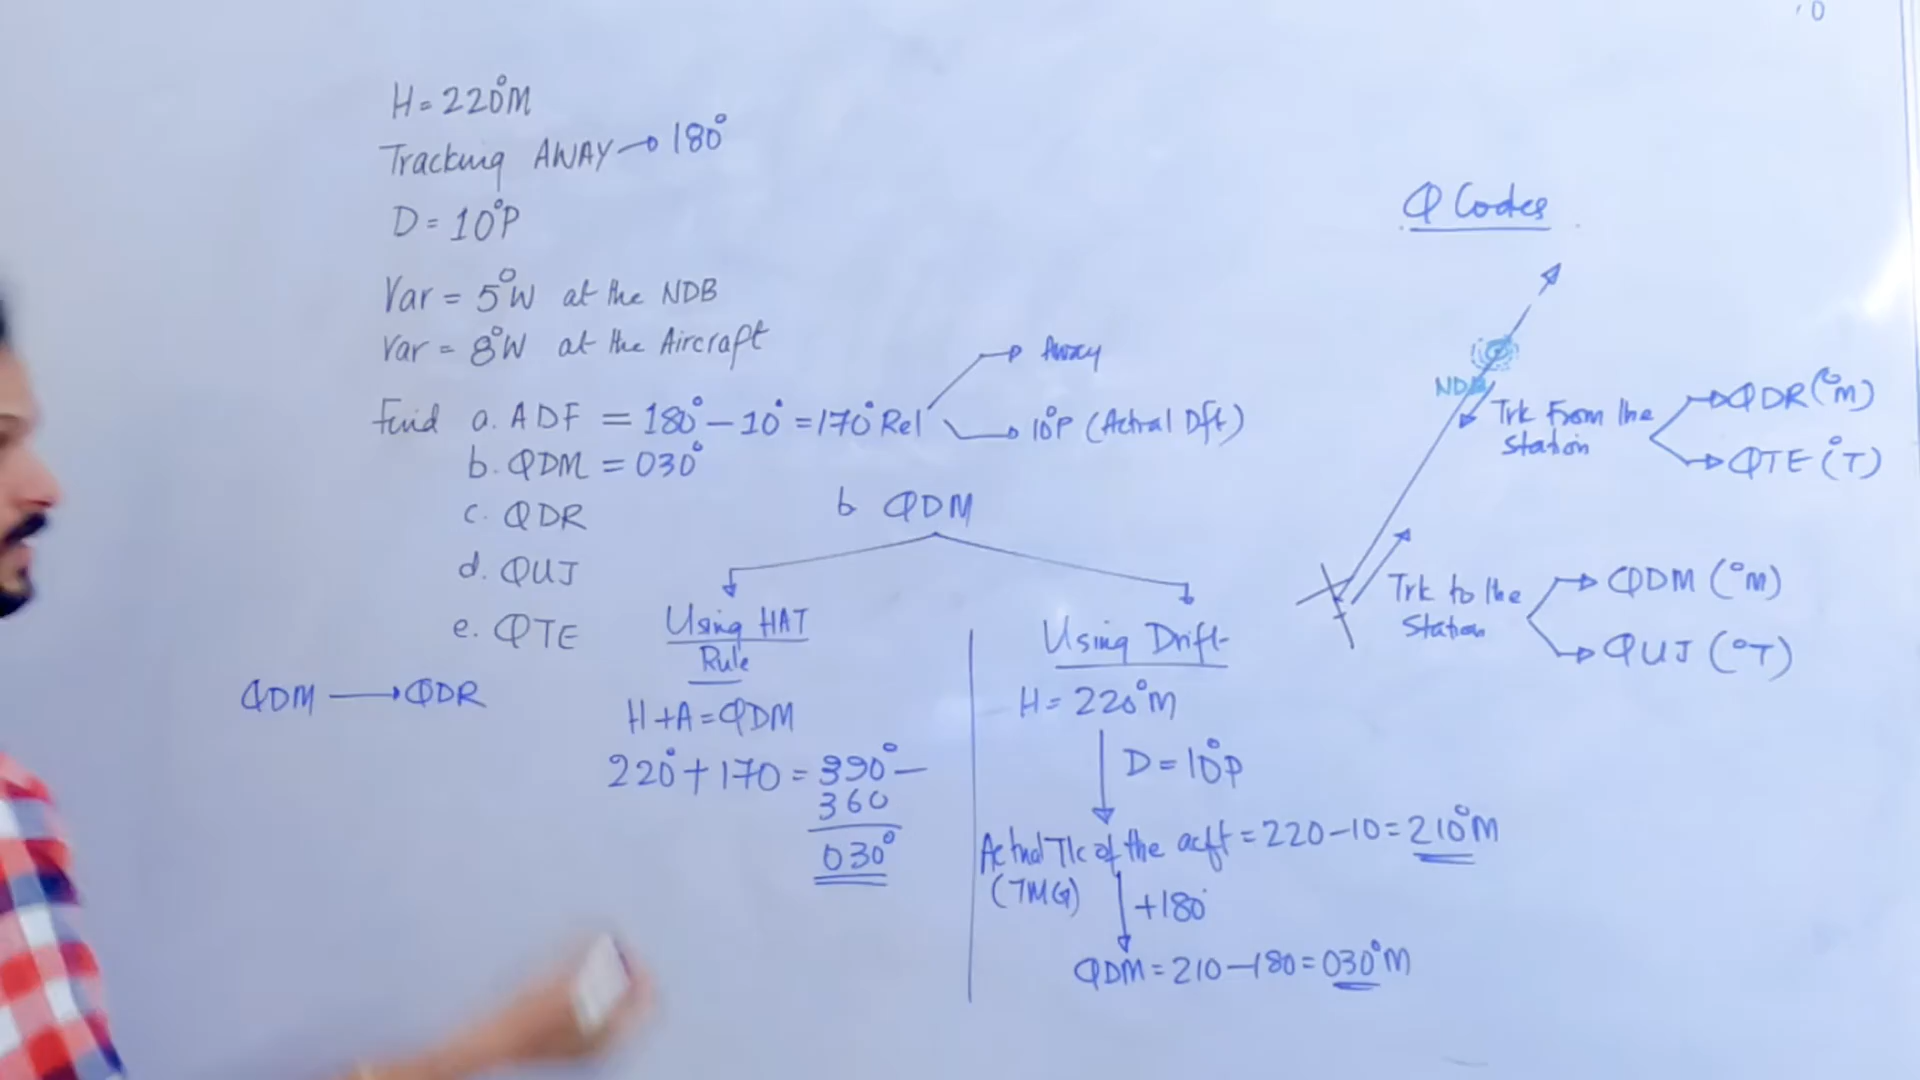 H = 220°M
Tracking AWAY → 180°
D = 10°P
Var = 5°W at the NDB
Var = 8°W at the Aircraft
Find a. ADF = 180° − 10° = 170° Rel
Away
10°P (Actual Dft)
b. QDM = 030°
c. QDR
d. QUJ
e. QTE
QDM → QDR
b QDM
Using HAT
Rule
H + A = QDM
220° + 170 = 390° −
360
030°
Using Drift
H = 220°M
D = 10°P
Actual Tk of the acft = 220 − 10 = 210°M
(TMG)
+180°
QDM = 210 − 180 = 030°M
Q Codes
NDB
Trk From the
Station
QDR (°M)
QTE (°T)
Trk to the
Station
QDM (°M)
QUJ (°T)